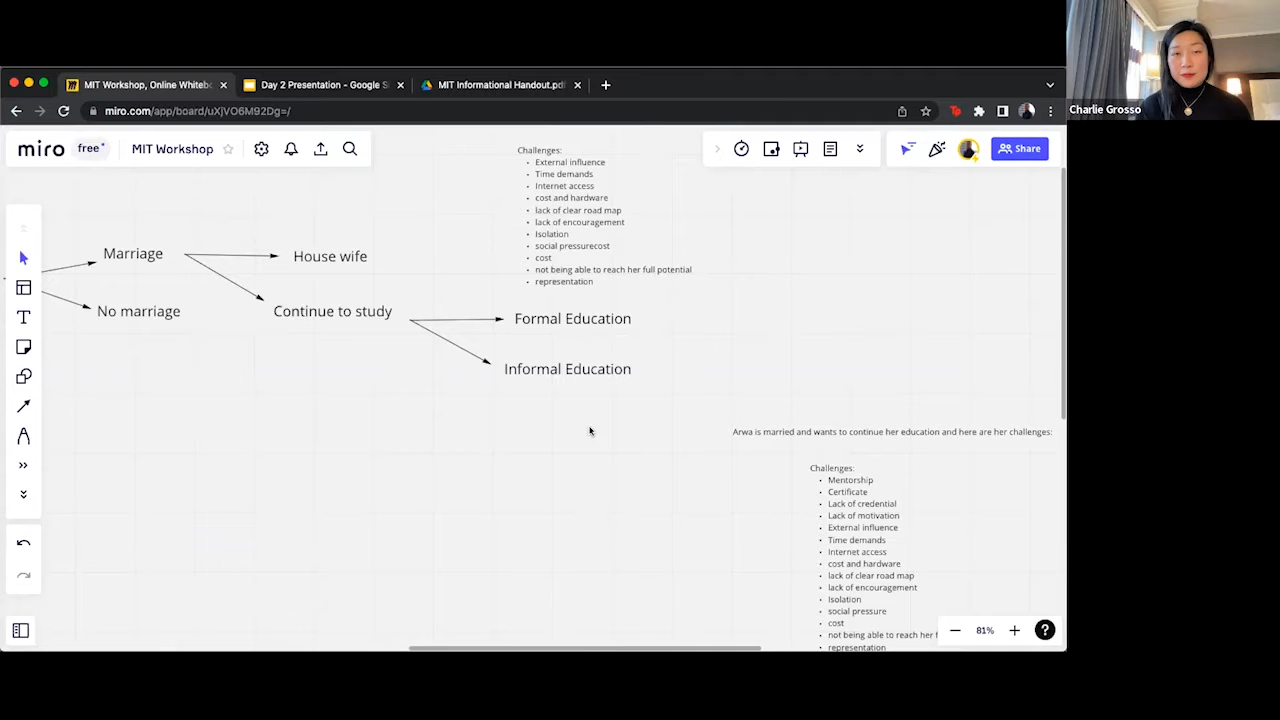 Charlie Grosso
MIT Workshop, Online Whitebo
Day 2 Presentation - Google S
MIT Informational Handout.pdf
miro.com/app/board/uXjVO6M92Dg=/
miro
free
MIT Workshop
Share
Challenges:
• External influence
• Time demands
• Internet access
• cost and hardware
• lack of clear road map
• lack of encouragement
• Isolation
• social pressurecost
• cost
• not being able to reach her full potential
• representation
Marriage
House wife
No marriage
Continue to study
Formal Education
Informal Education
Arwa is married and wants to continue her education and here are her challenges:
Challenges:
• Mentorship
• Certificate
• Lack of credential
• Lack of motivation
• External influence
• Time demands
• Internet access
• cost and hardware
• lack of clear road map
• lack of encouragement
• Isolation
• social pressure
• cost
• not being able to reach her f
• representation
81%